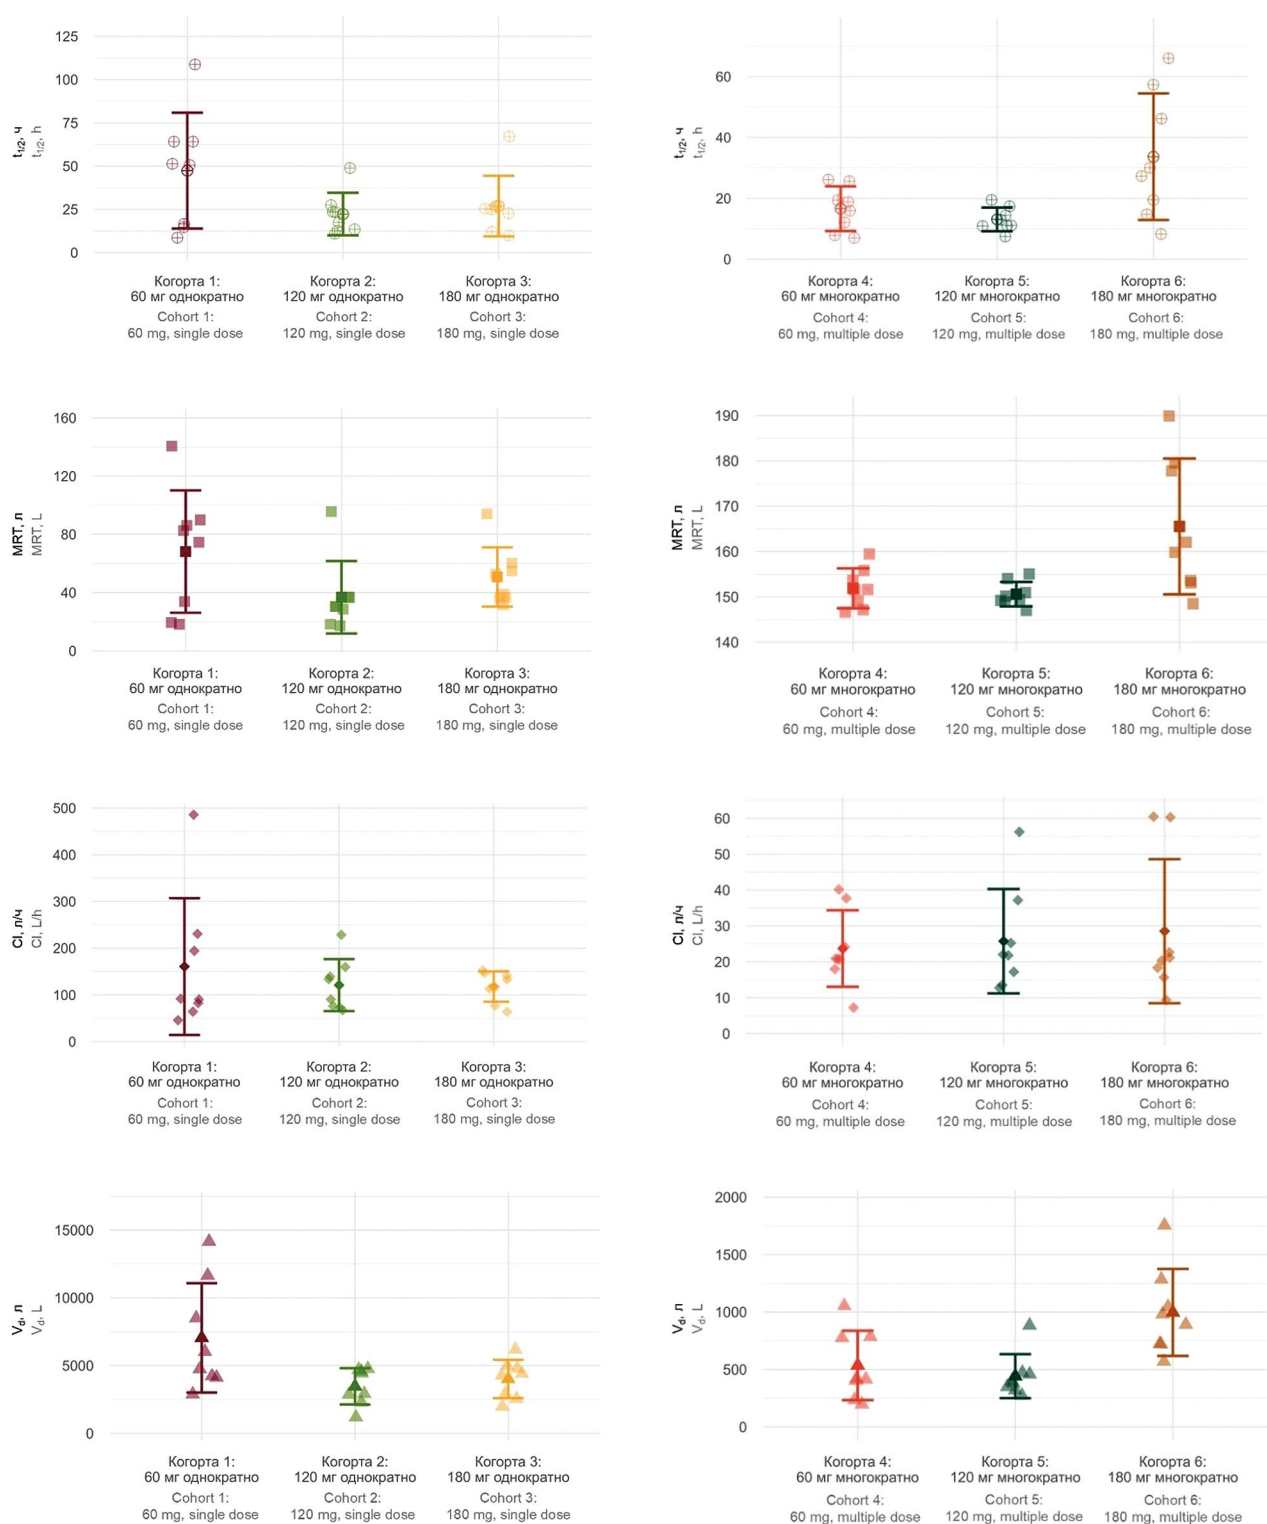 t1/2, ч
t1/2, h
125
100
75
50
25
0
Когорта 1:
60 мг однократно
Cohort 1:
60 mg, single dose
Когорта 2:
120 мг однократно
Cohort 2:
120 mg, single dose
Когорта 3:
180 мг однократно
Cohort 3:
180 mg, single dose
t1/2, ч
t1/2, h
60
40
20
0
Когорта 4:
60 мг многократно
Cohort 4:
60 mg, multiple dose
Когорта 5:
120 мг многократно
Cohort 5:
120 mg, multiple dose
Когорта 6:
180 мг многократно
Cohort 6:
180 mg, multiple dose
MRT, л
MRT, L
160
120
80
40
0
Когорта 1:
60 мг однократно
Cohort 1:
60 mg, single dose
Когорта 2:
120 мг однократно
Cohort 2:
120 mg, single dose
Когорта 3:
180 мг однократно
Cohort 3:
180 mg, single dose
MRT, л
MRT, L
190
180
170
160
150
140
Когорта 4:
60 мг многократно
Cohort 4:
60 mg, multiple dose
Когорта 5:
120 мг многократно
Cohort 5:
120 mg, multiple dose
Когорта 6:
180 мг многократно
Cohort 6:
180 mg, multiple dose
Cl, л/ч
Cl, L/h
500
400
300
200
100
0
Когорта 1:
60 мг однократно
Cohort 1:
60 mg, single dose
Когорта 2:
120 мг однократно
Cohort 2:
120 mg, single dose
Когорта 3:
180 мг однократно
Cohort 3:
180 mg, single dose
Cl, л/ч
Cl, L/h
60
50
40
30
20
10
0
Когорта 4:
60 мг многократно
Cohort 4:
60 mg, multiple dose
Когорта 5:
120 мг многократно
Cohort 5:
120 mg, multiple dose
Когорта 6:
180 мг многократно
Cohort 6:
180 mg, multiple dose
Vd, л
Vd, L
15000
10000
5000
0
Когорта 1:
60 мг однократно
Cohort 1:
60 mg, single dose
Когорта 2:
120 мг однократно
Cohort 2:
120 mg, single dose
Когорта 3:
180 мг однократно
Cohort 3:
180 mg, single dose
Vd, л
Vd, L
2000
1500
1000
500
0
Когорта 4:
60 мг многократно
Cohort 4:
60 mg, multiple dose
Когорта 5:
120 мг многократно
Cohort 5:
120 mg, multiple dose
Когорта 6:
180 мг многократно
Cohort 6:
180 mg, multiple dose